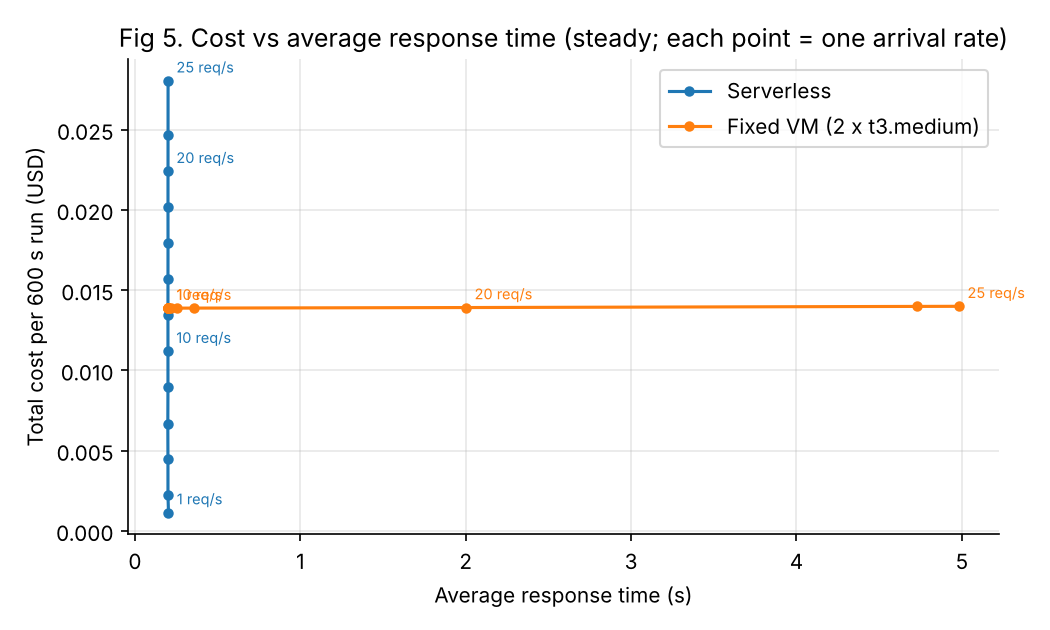 Fig 5. Cost vs average response time (steady; each point = one arrival rate)
Serverless
Fixed VM (2 x t3.medium)
Total cost per 600 s run (USD)
0.025
0.020
0.015
0.010
0.005
0.000
25 req/s
20 req/s
10 req/s
20 req/s
25 req/s
10 req/s
1 req/s
0 1 2 3 4 5
Average response time (s)